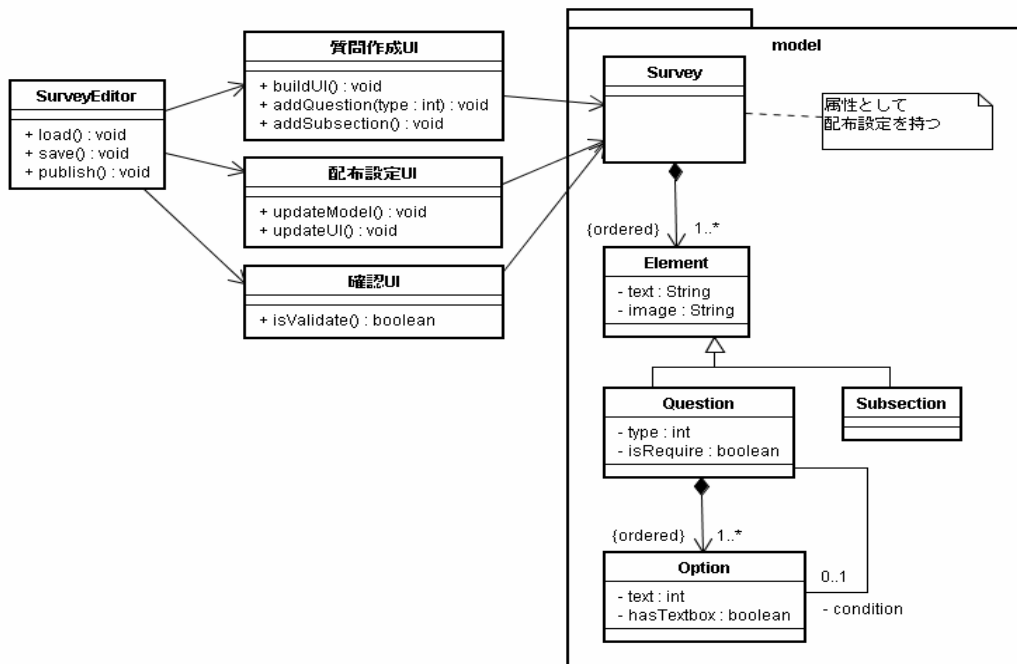 SurveyEditor
+ load() : void
+ save() : void
+ publish() : void
質問作成UI
+ buildUI() : void
+ addQuestion(type : int) : void
+ addSubsection() : void
配布設定UI
+ updateModel() : void
+ updateUI() : void
確認UI
+ isValidate() : boolean
model
Survey
属性として
配布設定を持つ
{ordered}
1..*
Element
- text : String
- image : String
Question
- type : int
- isRequire : boolean
Subsection
{ordered}
1..*
Option
- text : int
- hasTextbox : boolean
0..1
- condition